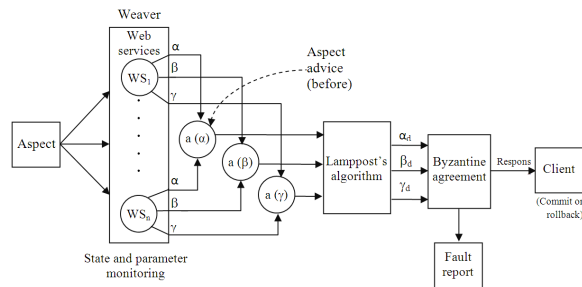 Weaver
Web
services
WS1
α
β
γ
Aspect
advice
(before)
a (α)
a (β)
a (γ)
Aspect
WSn
α
β
γ
Lamppost's
algorithm
αd
βd
γd
Byzantine
agreement
Respons
Client
(Commit or
rollback)
State and parameter
monitoring
Fault
report